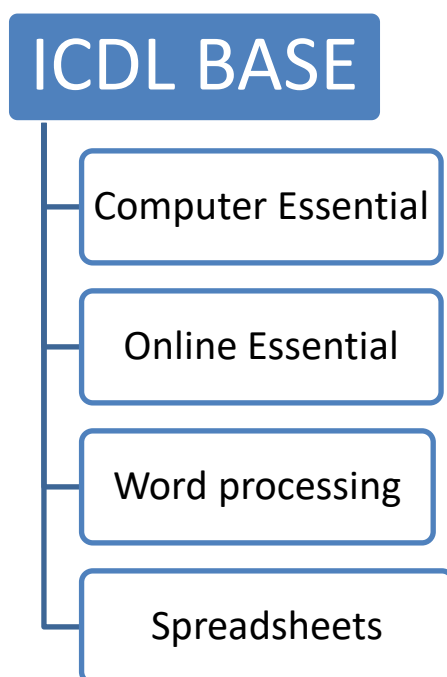 ICDL BASE
Computer Essential
Online Essential
Word processing
Spreadsheets